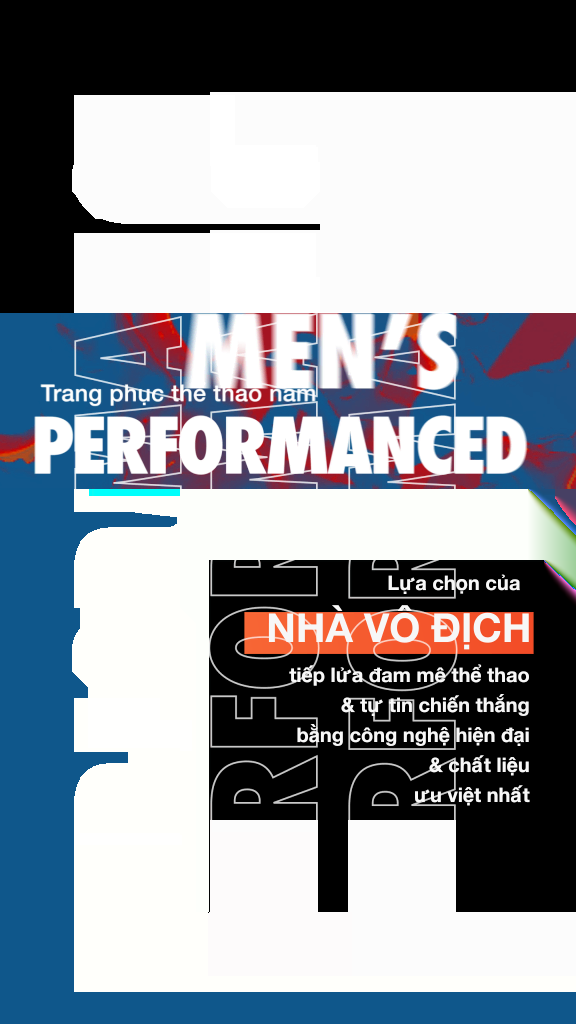 MEN'S
Trang phục thể thao nam
PERFORMANCED
Lựa chọn của
NHÀ VÔ ĐỊCH
tiếp lửa đam mê thể thao
& tự tin chiến thắng
bằng công nghệ hiện đại
& chất liệu
ưu việt nhất